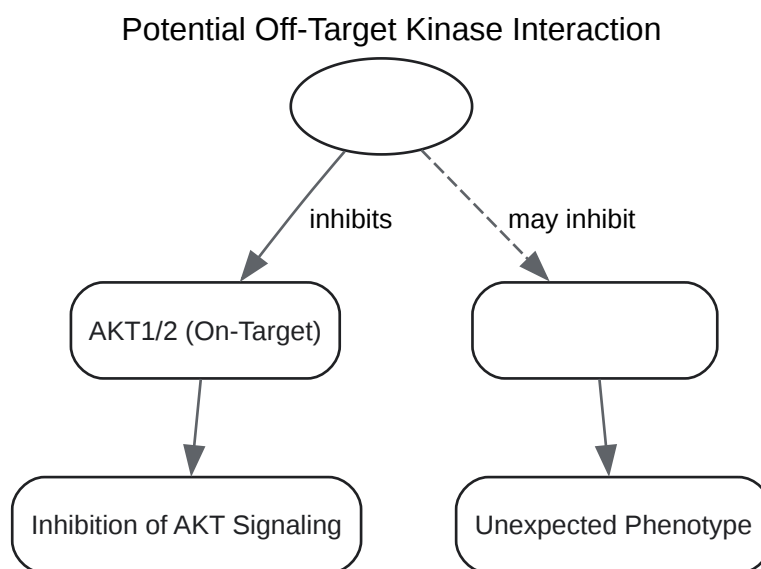 Potential Off-Target Kinase Interaction
inhibits
may inhibit
AKT1/2 (On-Target)
Inhibition of AKT Signaling
Unexpected Phenotype